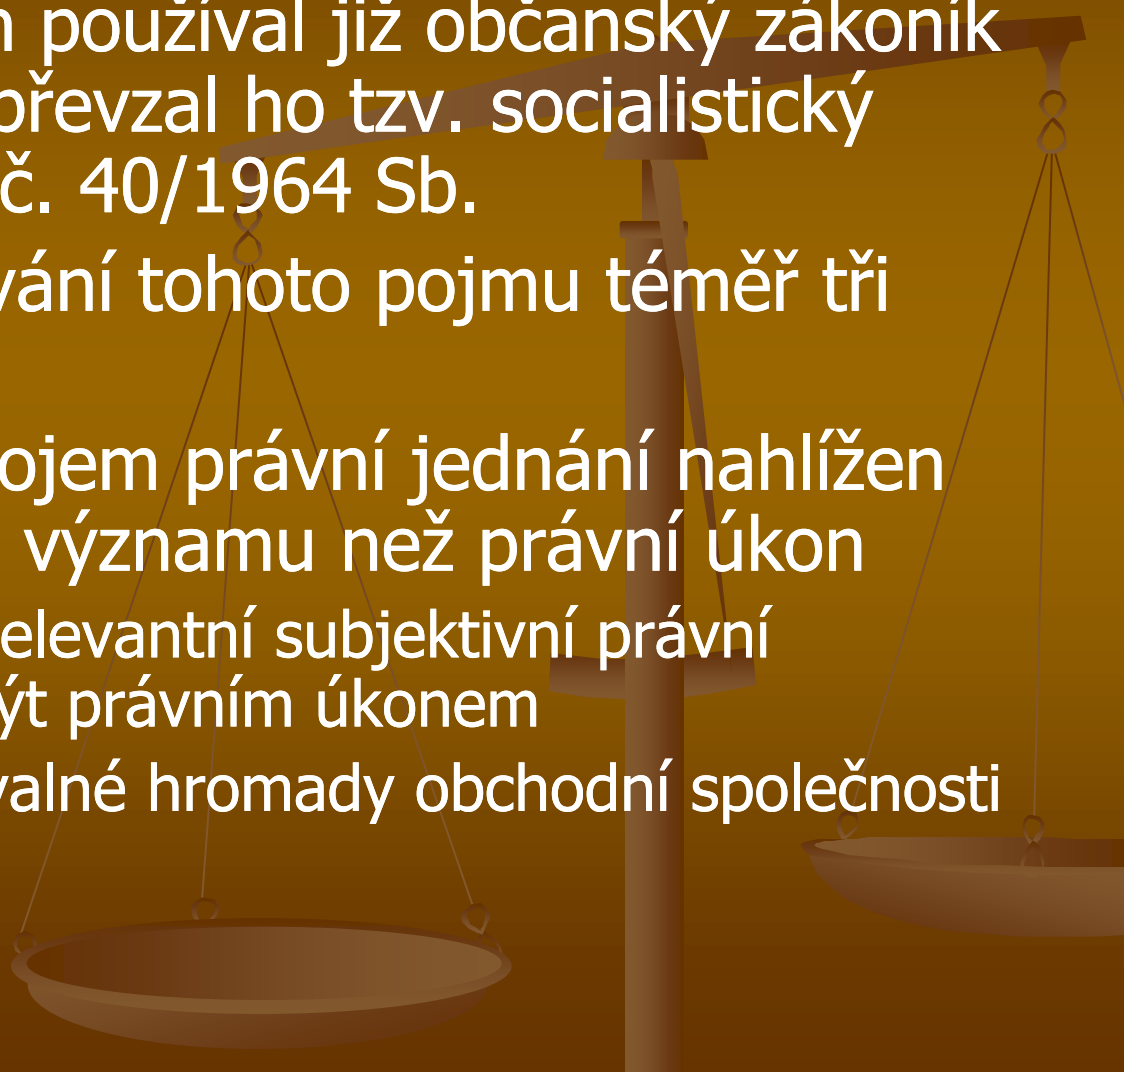 používal již občanský zákoník
převzal ho tzv. socialistický
č. 40/1964 Sb.
vání tohoto pojmu téměř tři
ojem právní jednání nahlížen
významu než právní úkon
elevantní subjektivní právní
ýt právním úkonem
valné hromady obchodní společnosti